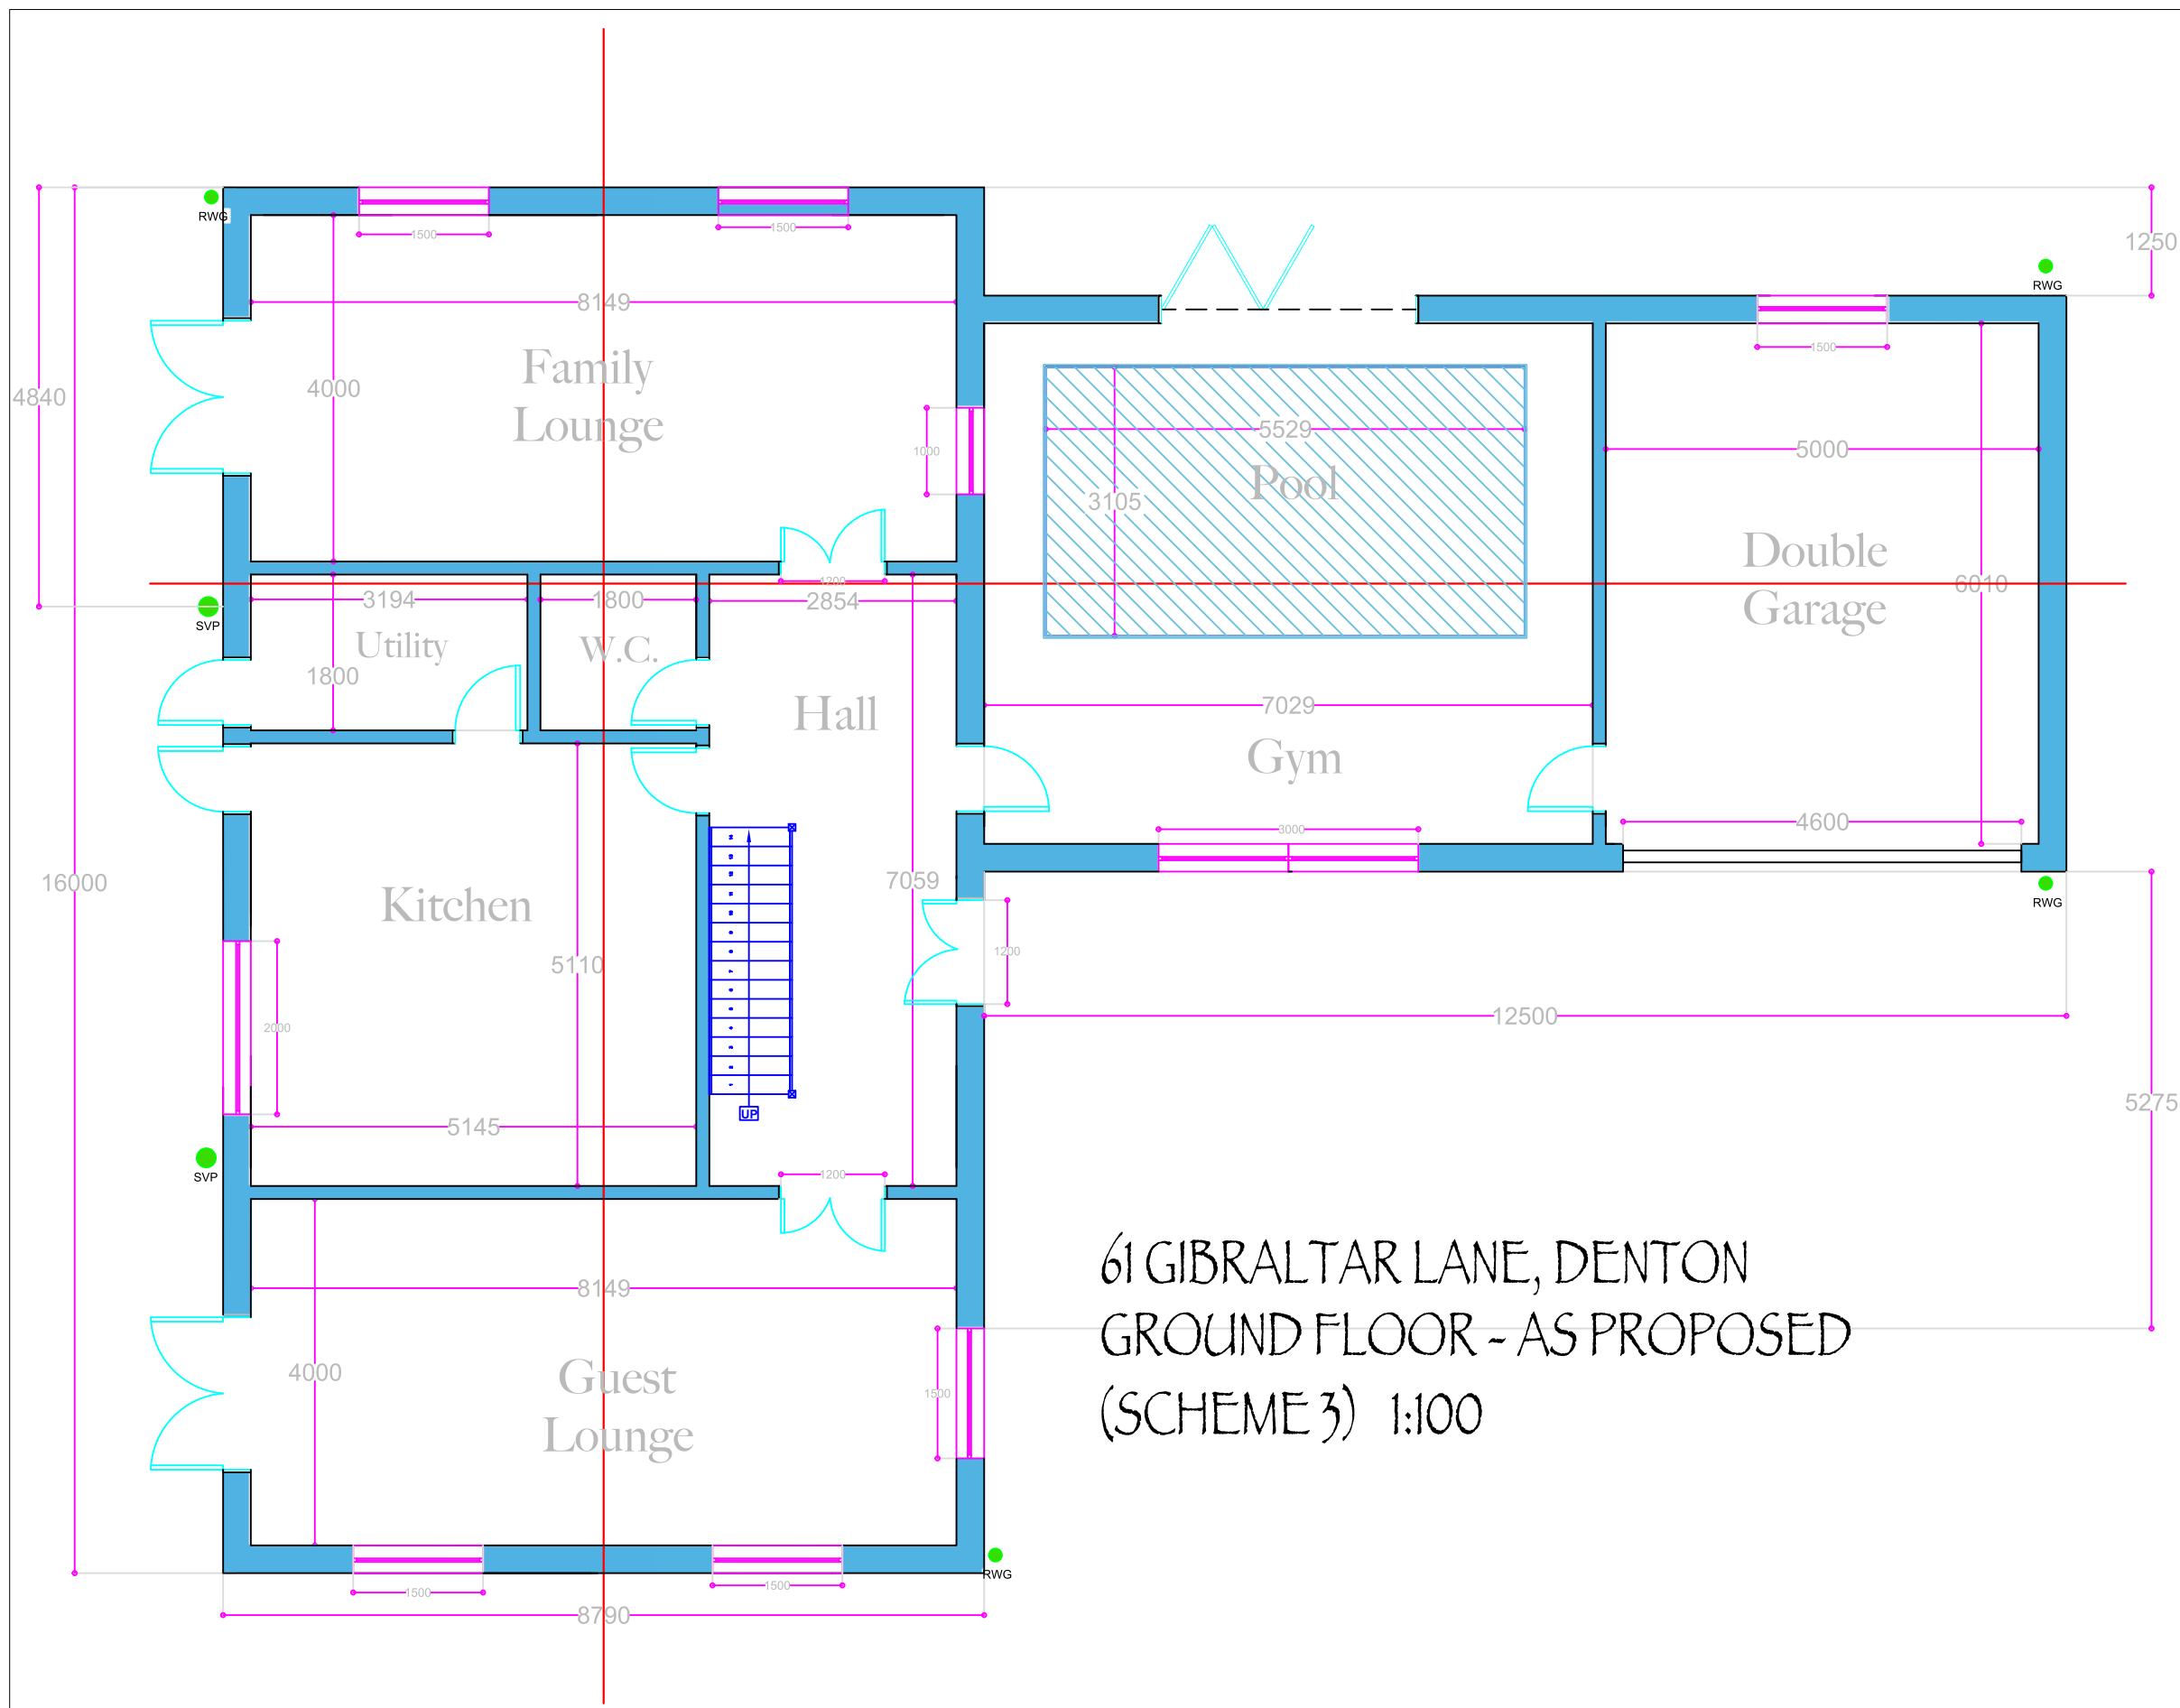 RWG
1500
1500
1250
RWG
8149
1500
4840
4000
Family
Lounge
1000
5529
5000
Pool
3105
Double
Garage
6010
1200
3194
1800
2854
SVP
Utility
W.C.
1800
Hall
7029
Gym
4600
3000
16000
7059
RWG
Kitchen
5110
1200
2000
12500
UP
5145
5275
SVP
1200
61 GIBRALTAR LANE, DENTON
8149
GROUND FLOOR - AS PROPOSED
4000
Guest
Lounge
1500
(SCHEME 3) 1:100
RWG
1500
1500
8790